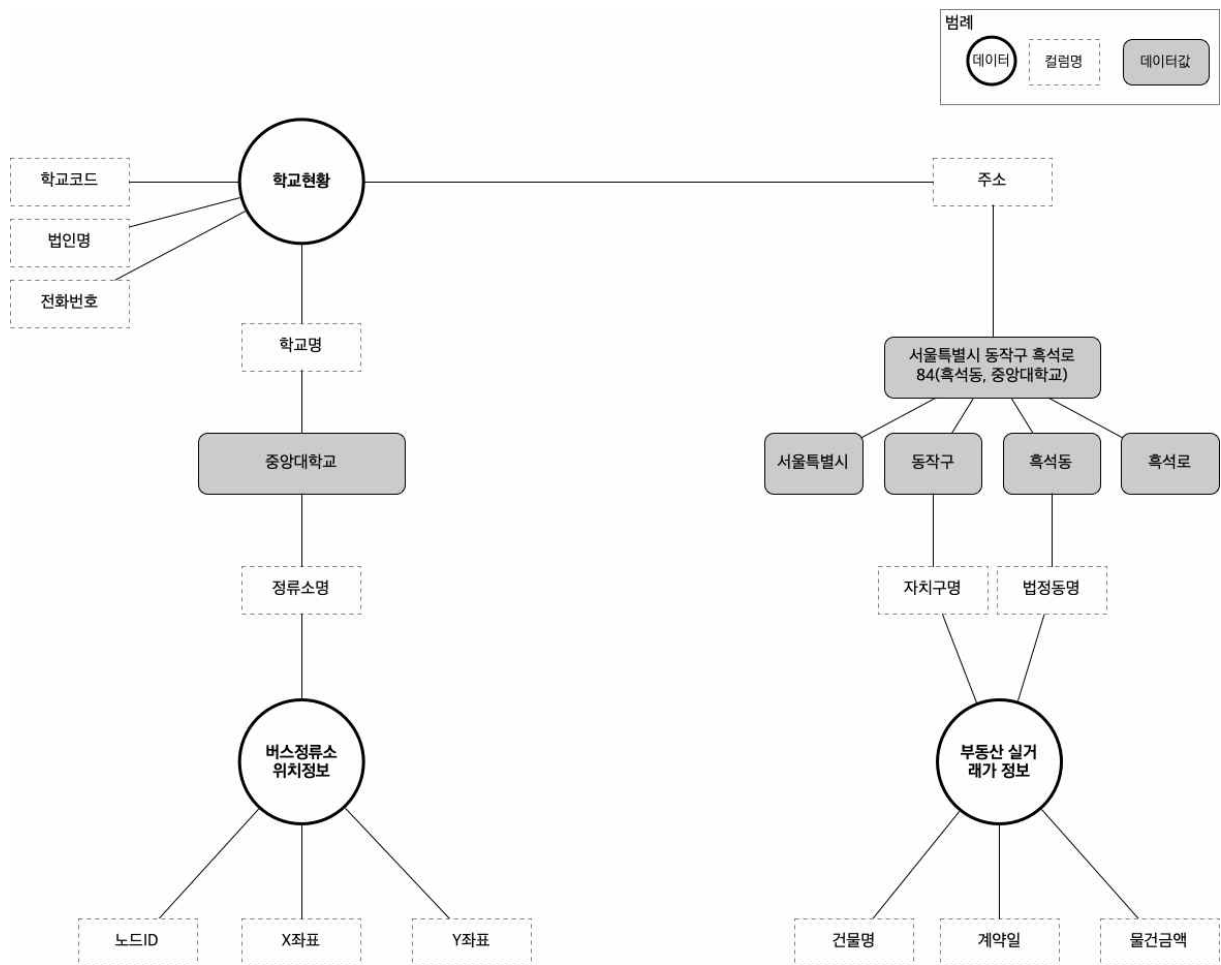 범례
데이터
컬럼명
데이터값
학교현황
학교코드
법인명
전화번호
주소
학교명
서울특별시 동작구 흑석로
84(흑석동, 중앙대학교)
중앙대학교
서울특별시
동작구
흑석동
흑석로
정류소명
자치구명
법정동명
버스정류소
위치정보
부동산 실거
래가 정보
노드ID
X좌표
Y좌표
건물명
계약일
물건금액